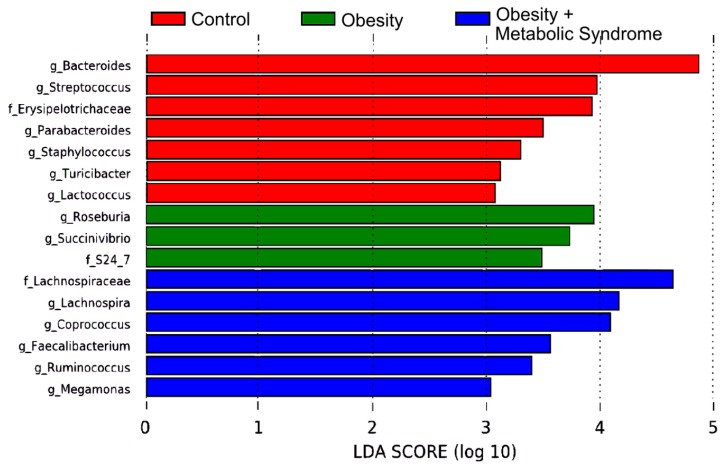 Control
Obesity
Obesity +
Metabolic Syndrome
g_Bacteroides
g_Streptococcus
f_Erysipelotrichaceae
g_Parabacteroides
g_Staphylococcus
g_Turicibacter
g_Lactococcus
g_Roseburia
g_Succinivibrio
f_S24_7
f_Lachnospiraceae
g_Lachnospira
g_Coprococcus
g_Faecalibacterium
g_Ruminococcus
g_Megamonas
0 1 2 3 4 5
LDA SCORE (log 10)